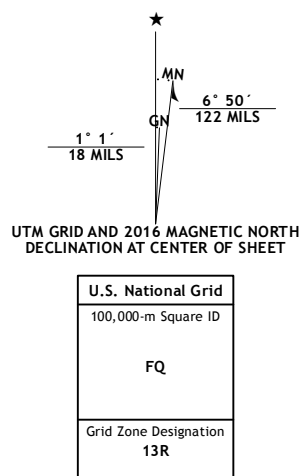 MN
GN
6° 50´
122 MILS
1° 1´
18 MILS
UTM GRID AND 2016 MAGNETIC NORTH
DECLINATION AT CENTER OF SHEET
U.S. National Grid
100,000-m Square ID
FQ
Grid Zone Designation
13R